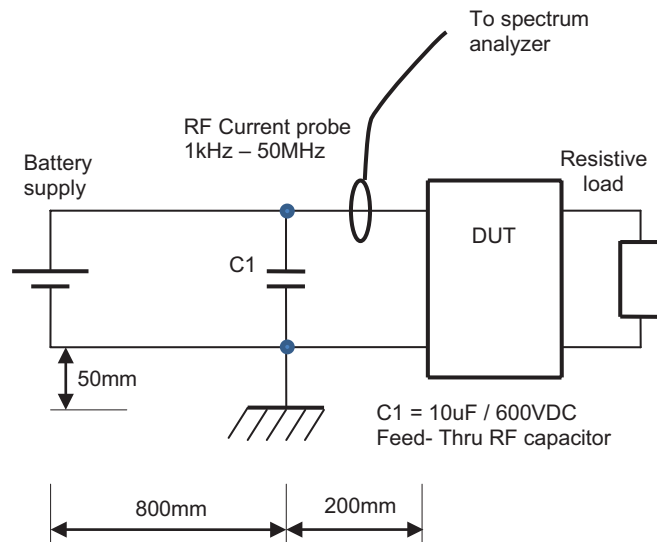 To spectrum
analyzer
RF Current probe
1kHz – 50MHz
Battery
supply
Resistive
load
DUT
C1
50mm
C1 = 10uF / 600VDC
Feed- Thru RF capacitor
800mm
200mm